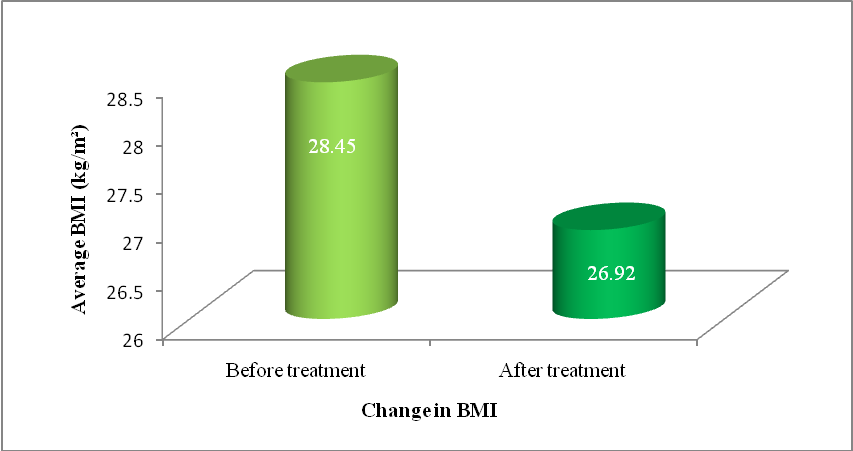 Average BMI (kg/m²)
28.5
28
27.5
27
26.5
26
28.45
26.92
Before treatment
After treatment
Change in BMI